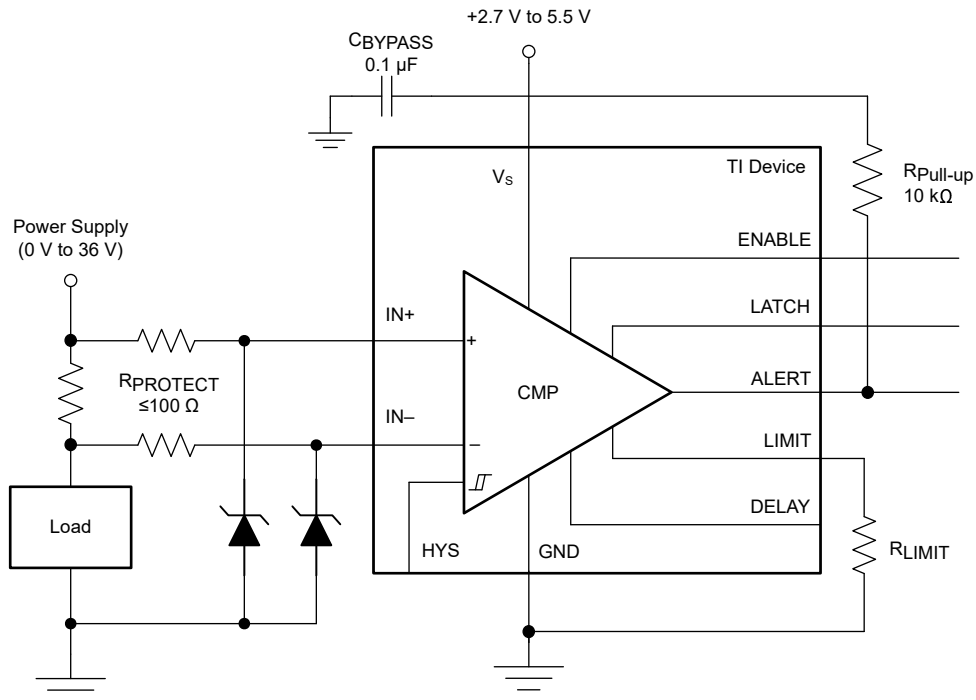 +2.7 V to 5.5 V
CBYPASS
0.1 µF
TI Device
VS
RPull-up
10 kΩ
Power Supply
(0 V to 36 V)
ENABLE
IN+
LATCH
+
RPROTECT
≤100 Ω
CMP
ALERT
IN–
LIMIT
–
Load
DELAY
HYS
GND
RLIMIT